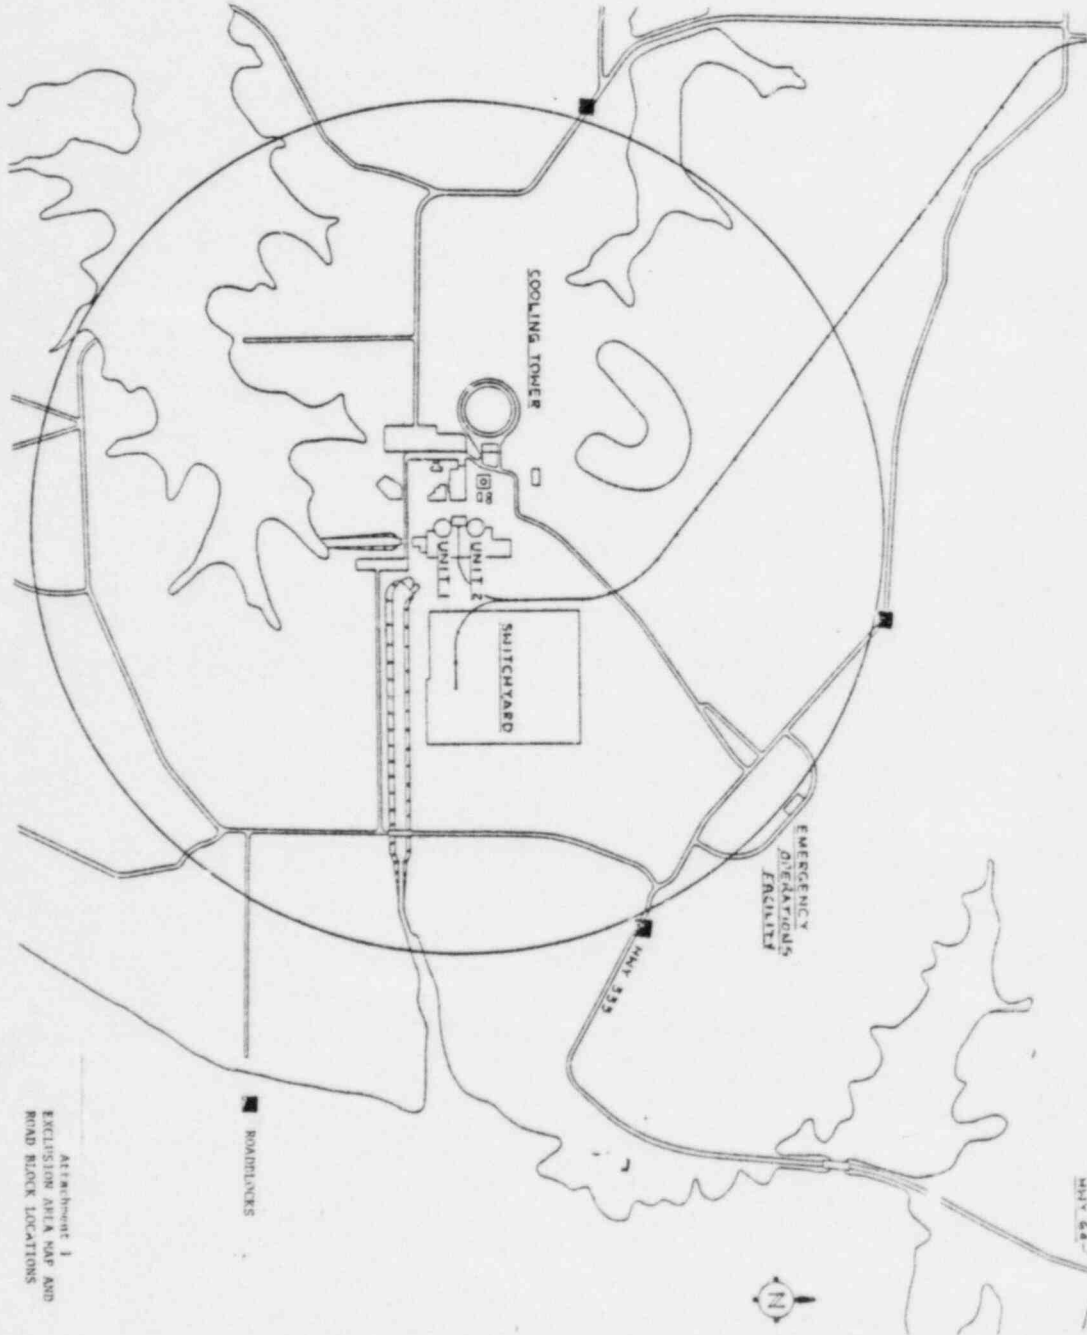 COOLING TOWER
UNIT 1
UNIT 2
SWITCHYARD
EMERGENCY
OPERATIONS
FACILITY
HWY 333
ROADBLOCKS
N
Attachment 1
EXCLUSION AREA MAP AND
ROAD BLOCK LOCATIONS